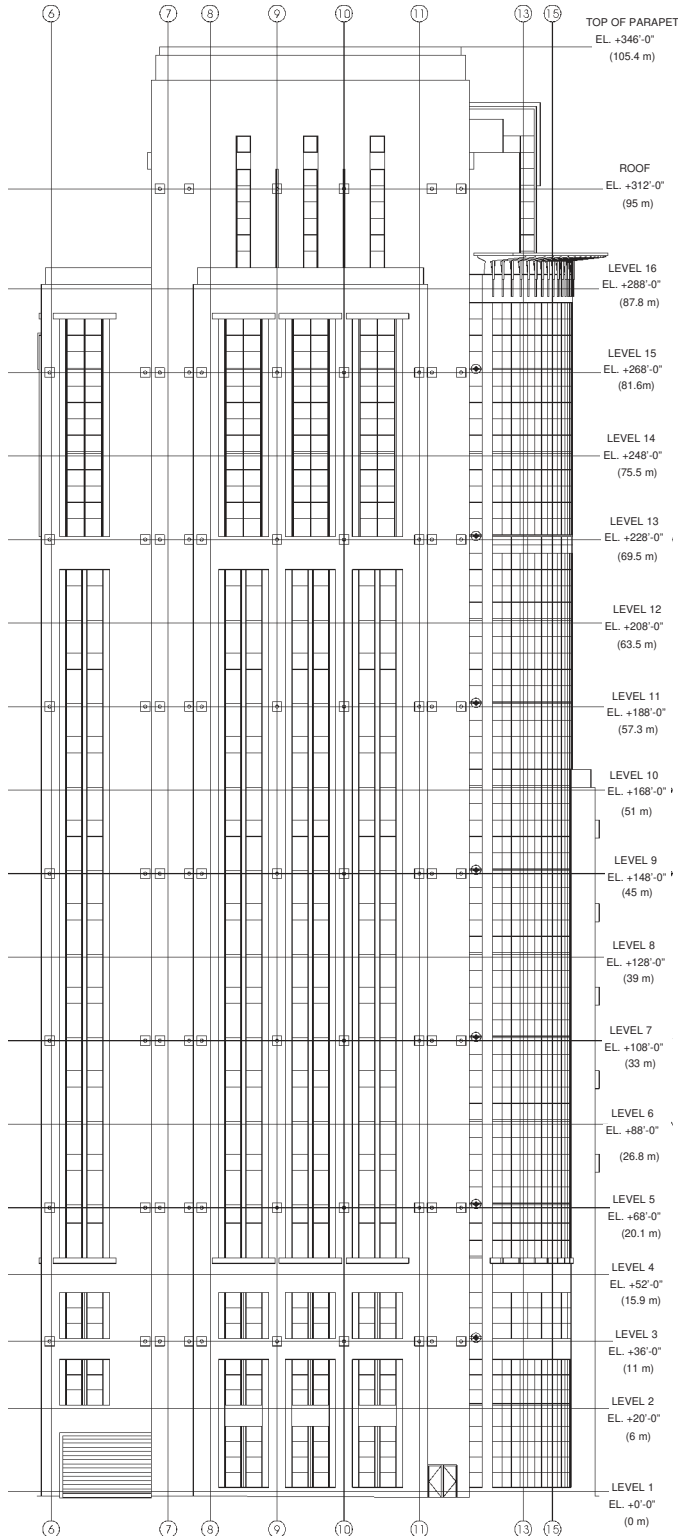 6 7 8 9 10 11 13 15
TOP OF PARAPET
EL. +346'-0"
(105.4 m)
ROOF
EL. +312'-0"
(95 m)
LEVEL 16
EL. +288'-0"
(87.8 m)
LEVEL 15
EL. +268'-0"
(81.6m)
LEVEL 14
EL. +248'-0"
(75.5 m)
LEVEL 13
EL. +228'-0"
(69.5 m)
LEVEL 12
EL. +208'-0"
(63.5 m)
LEVEL 11
EL. +188'-0"
(57.3 m)
LEVEL 10
EL. +168'-0"
(51 m)
LEVEL 9
EL. +148'-0"
(45 m)
LEVEL 8
EL. +128'-0"
(39 m)
LEVEL 7
EL. +108'-0"
(33 m)
LEVEL 6
EL. +88'-0"
(26.8 m)
LEVEL 5
EL. +68'-0"
(20.1 m)
LEVEL 4
EL. +52'-0"
(15.9 m)
LEVEL 3
EL. +36'-0"
(11 m)
LEVEL 2
EL. +20'-0"
(6 m)
LEVEL 1
EL. +0'-0"
(0 m)
6 7 8 9 10 11 13 15